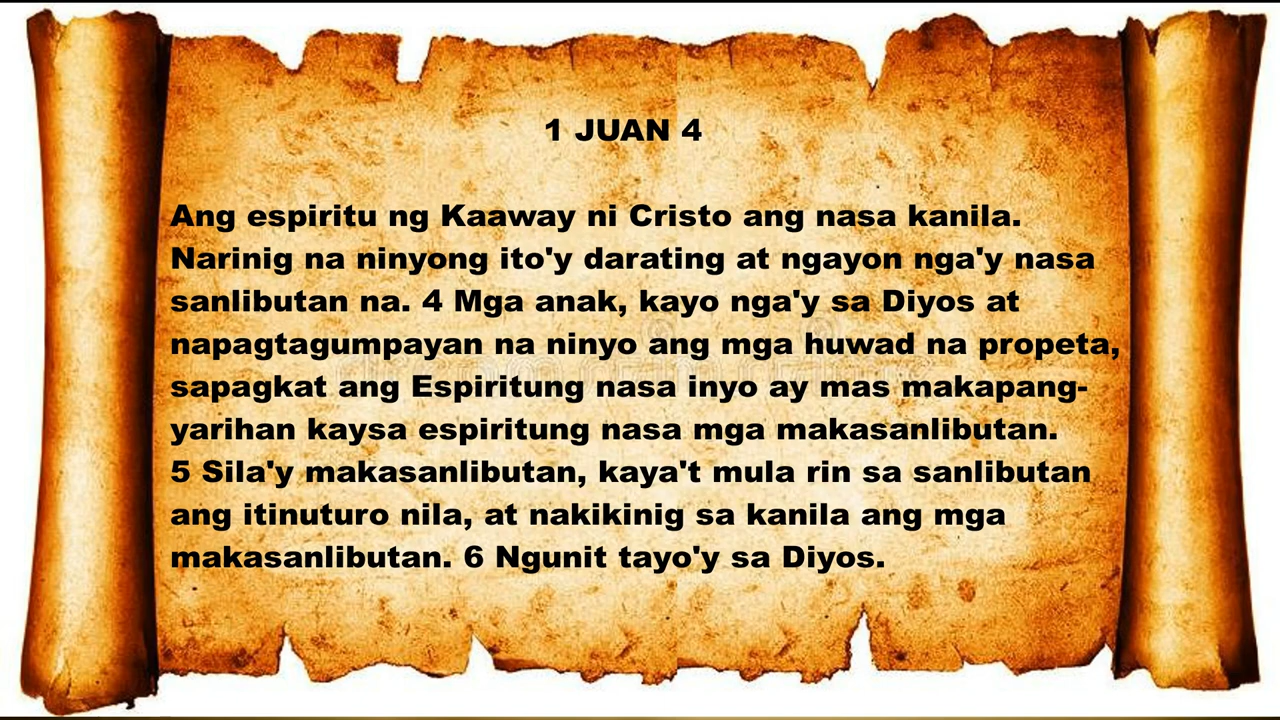 1 JUAN 4
Ang espiritu ng Kaaway ni Cristo ang nasa kanila.
Narinig na ninyong ito'y darating at ngayon nga'y nasa
sanlibutan na. 4 Mga anak, kayo nga'y sa Diyos at
napagtagumpayan na ninyo ang mga huwad na propeta,
sapagkat ang Espiritung nasa inyo ay mas makapang-
yarihan kaysa espiritung nasa mga makasanlibutan.
5 Sila'y makasanlibutan, kaya't mula rin sa sanlibutan
ang itinuturo nila, at nakikinig sa kanila ang mga
makasanlibutan. 6 Ngunit tayo'y sa Diyos.